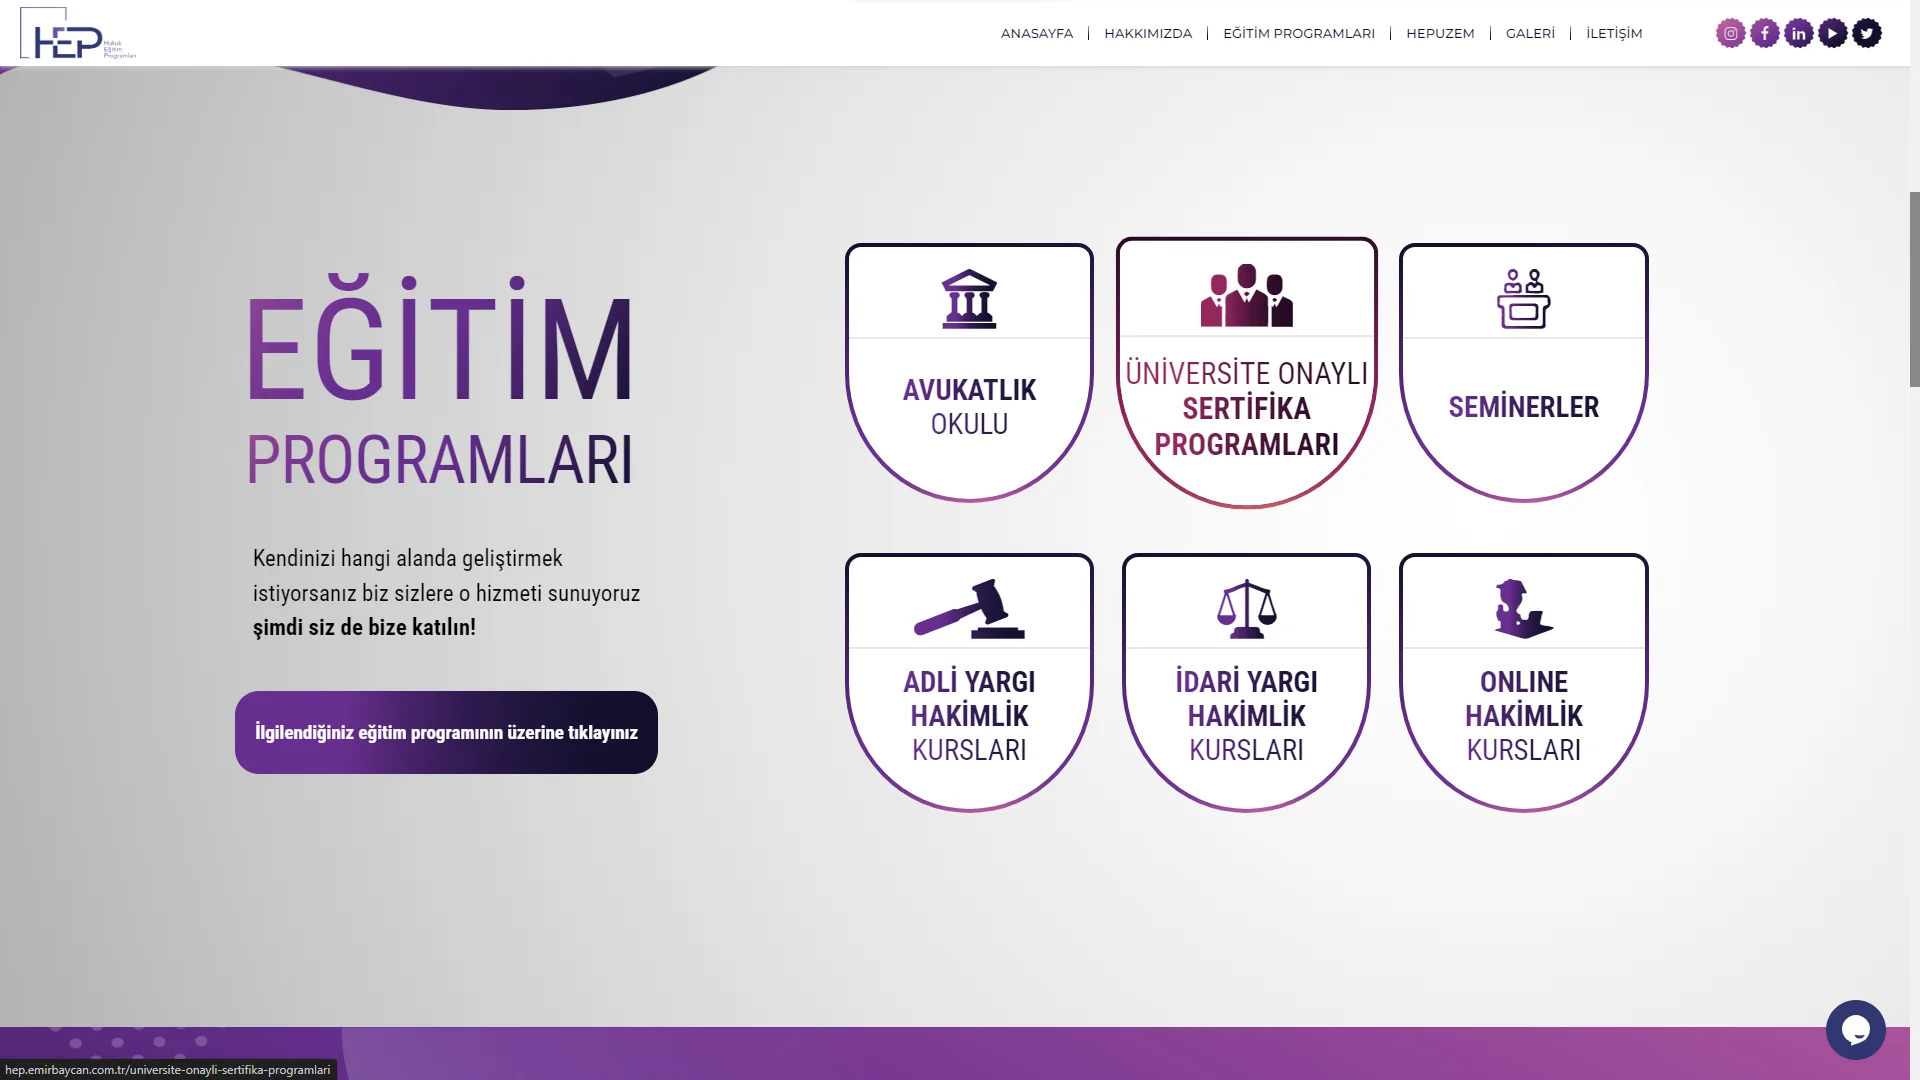 HEP
Hukuk
Eğitim
Programları
ANASAYFA
HAKKIMIZDA
EĞİTİM PROGRAMLARI
HEPUZEM
GALERİ
İLETİŞİM
EĞİTİM
PROGRAMLARI
Kendinizi hangi alanda geliştirmek
istiyorsanız biz sizlere o hizmeti sunuyoruz
şimdi siz de bize katılın!
İlgilendiğiniz eğitim programının üzerine tıklayınız
AVUKATLIK
OKULU
ÜNİVERSİTE ONAYLI
SERTİFİKA
PROGRAMLARI
SEMİNERLER
ADLİ YARGI
HAKİMLİK
KURSLARI
İDARİ YARGI
HAKİMLİK
KURSLARI
ONLINE
HAKİMLİK
KURSLARI
hep.emirbaycan.com.tr/universite-onayli-sertifika-programlari